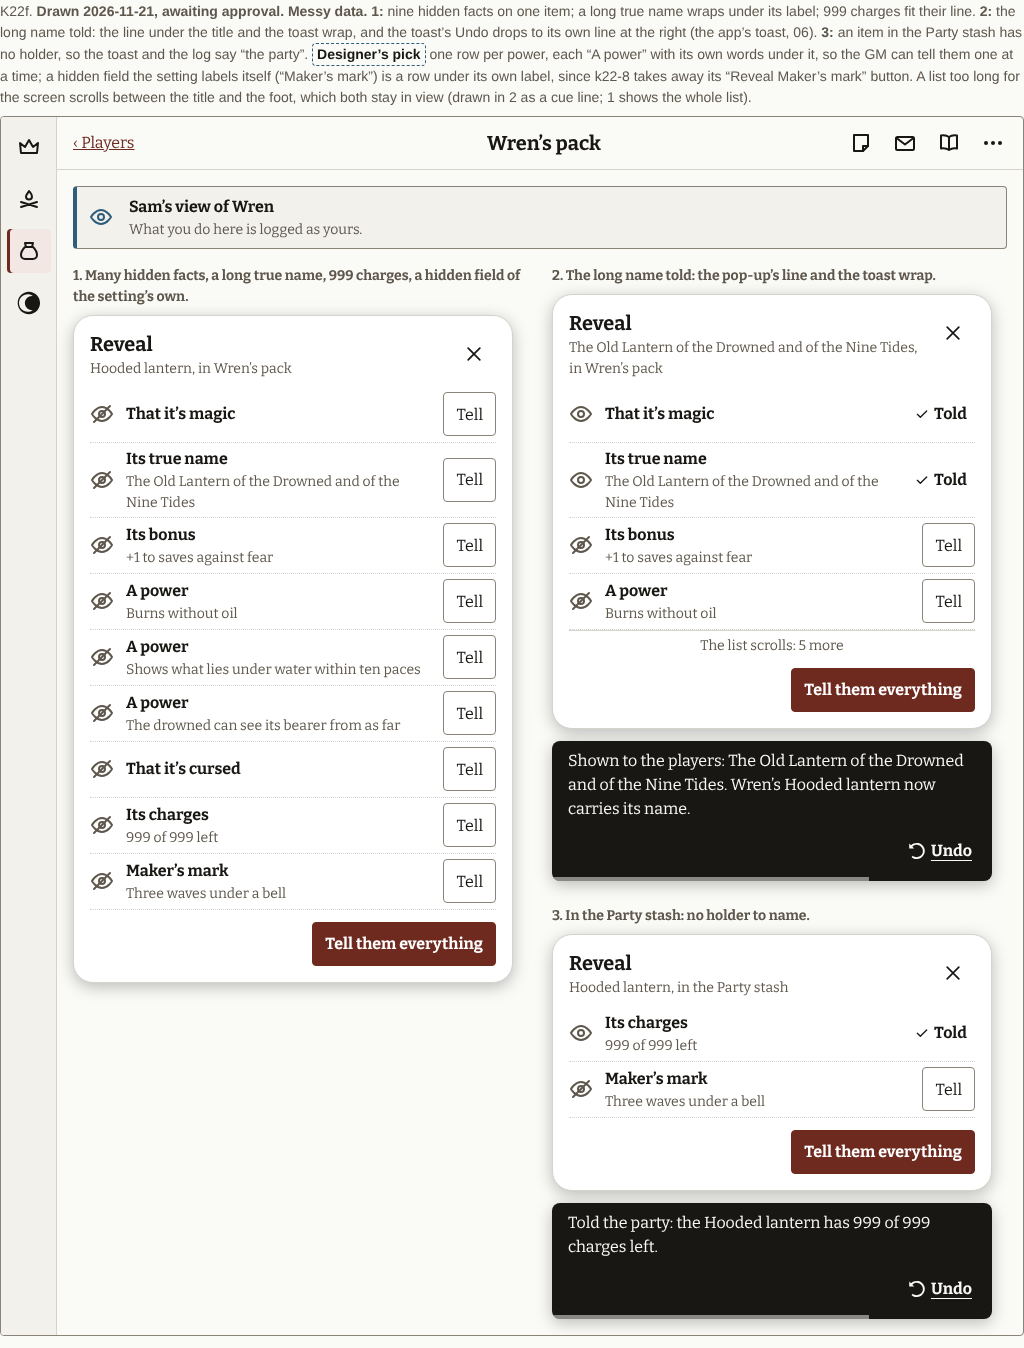 K22f. Drawn 2026-11-21, awaiting approval. Messy data. 1: nine hidden facts on one item; a long true name wraps under its label; 999 charges fit their line. 2: the
long name told: the line under the title and the toast wrap, and the toast’s Undo drops to its own line at the right (the app’s toast, 06). 3: an item in the Party stash has
no holder, so the toast and the log say “the party”. Designer’s pick one row per power, each “A power” with its own words under it, so the GM can tell them one at
a time; a hidden field the setting labels itself (“Maker’s mark”) is a row under its own label, since k22-8 takes away its “Reveal Maker’s mark” button. A list too long for
the screen scrolls between the title and the foot, which both stay in view (drawn in 2 as a cue line; 1 shows the whole list).
‹ Players
Wren’s pack
Sam’s view of Wren
What you do here is logged as yours.
1. Many hidden facts, a long true name, 999 charges, a hidden field of
the setting’s own.
Reveal
Hooded lantern, in Wren’s pack
That it’s magic
Tell
Its true name
The Old Lantern of the Drowned and of the
Nine Tides
Tell
Its bonus
+1 to saves against fear
Tell
A power
Burns without oil
Tell
A power
Shows what lies under water within ten paces
Tell
A power
The drowned can see its bearer from as far
Tell
That it’s cursed
Tell
Its charges
999 of 999 left
Tell
Maker’s mark
Three waves under a bell
Tell
Tell them everything
2. The long name told: the pop-up’s line and the toast wrap.
Reveal
The Old Lantern of the Drowned and of the Nine Tides,
in Wren’s pack
That it’s magic
Told
Its true name
The Old Lantern of the Drowned and of the
Nine Tides
Told
Its bonus
+1 to saves against fear
Tell
A power
Burns without oil
Tell
The list scrolls: 5 more
Tell them everything
Shown to the players: The Old Lantern of the Drowned
and of the Nine Tides. Wren’s Hooded lantern now
carries its name.
Undo
3. In the Party stash: no holder to name.
Reveal
Hooded lantern, in the Party stash
Its charges
999 of 999 left
Told
Maker’s mark
Three waves under a bell
Tell
Tell them everything
Told the party: the Hooded lantern has 999 of 999
charges left.
Undo